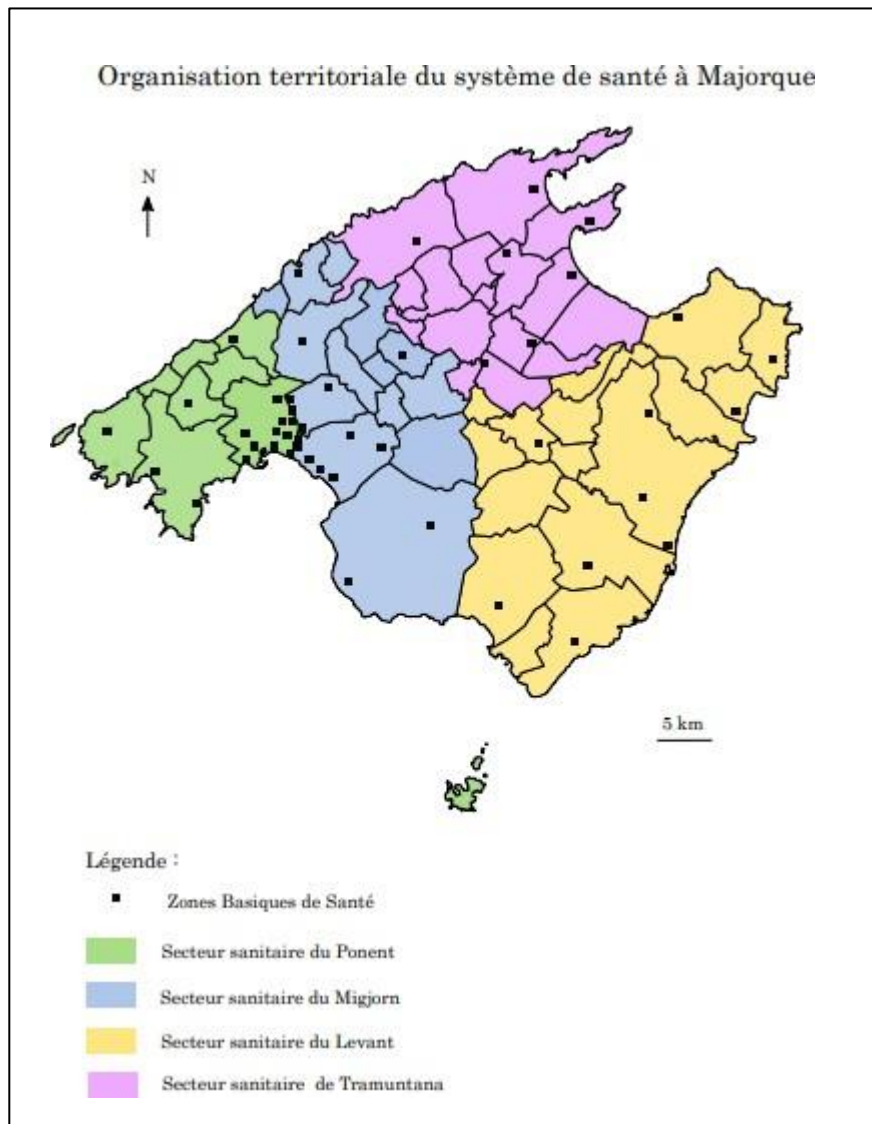 Organisation territoriale du système de santé à Majorque
N
5 km
Légende :
Zones Basiques de Santé
Secteur sanitaire du Ponent
Secteur sanitaire du Migjorn
Secteur sanitaire du Levant
Secteur sanitaire de Tramuntana